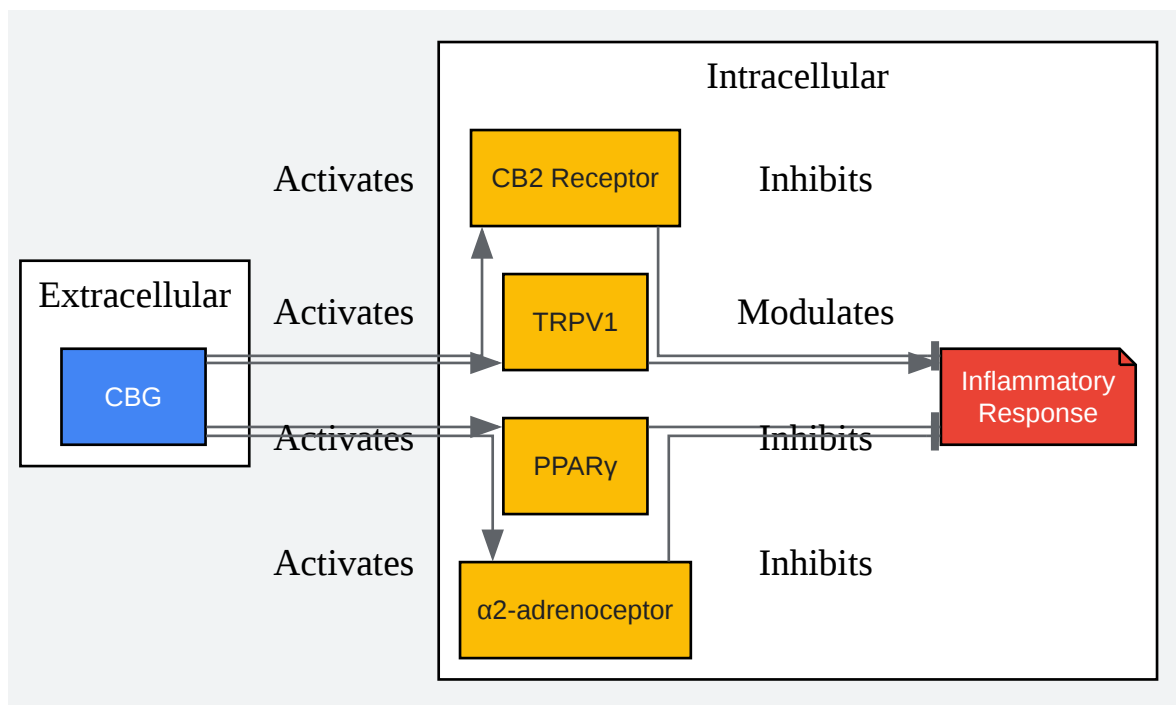 Intracellular
Activates
CB2 Receptor
Inhibits
Extracellular
Activates
TRPV1
Modulates
CBG
Inflammatory
Response
Activates
PPARγ
Inhibits
Activates
α2-adrenoceptor
Inhibits